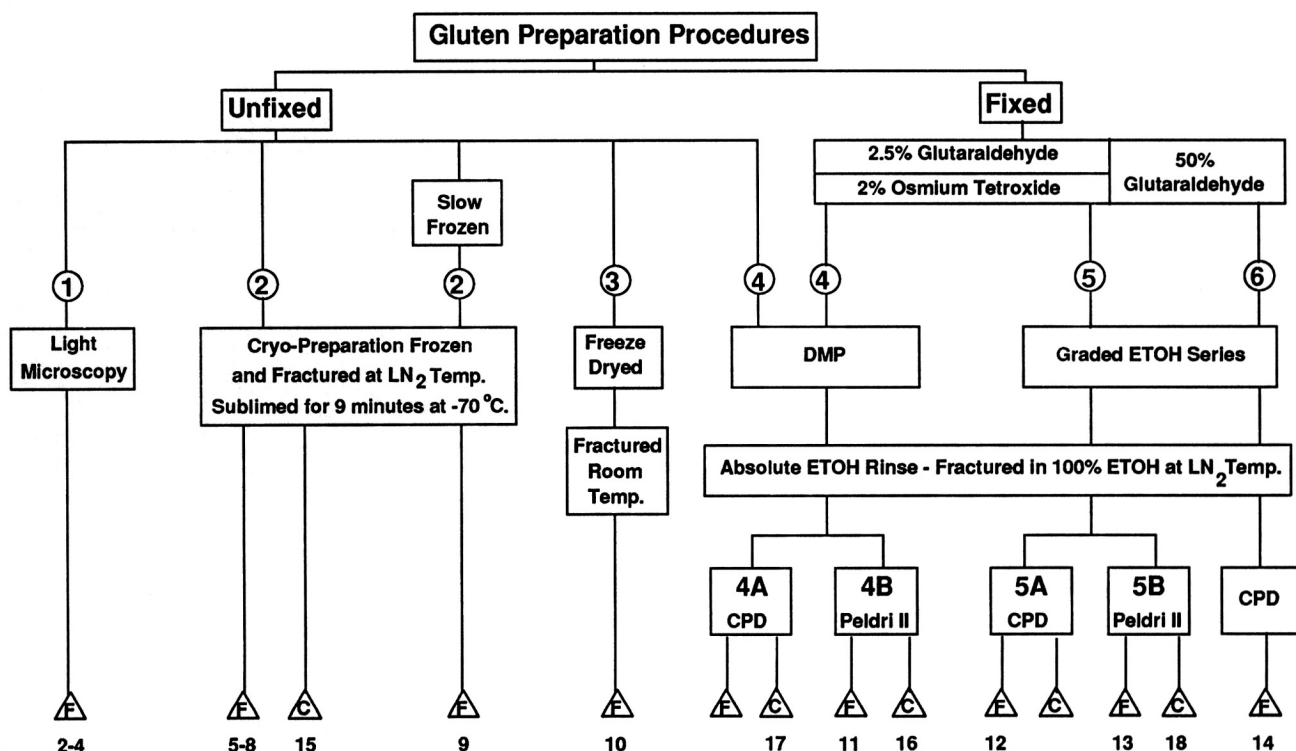 Gluten Preparation Procedures
Unfixed
Fixed
2.5% Glutaraldehyde
2% Osmium Tetroxide
50%
Glutaraldehyde
Slow
Frozen
1
2
2
3
4
4
5
6
Light
Microscopy
Cryo-Preparation Frozen
and Fractured at LN2 Temp.
Sublimed for 9 minutes at -70 °C.
Freeze
Dryed
DMP
Graded ETOH Series
Fractured
Room
Temp.
Absolute ETOH Rinse - Fractured in 100% ETOH at LN2 Temp.
4A
CPD
4B
Peldri II
5A
CPD
5B
Peldri II
CPD
F
F
C
F
F
F
C
F
C
F
C
F
C
F
2-4
5-8
15
9
10
17
11
16
12
13
18
14